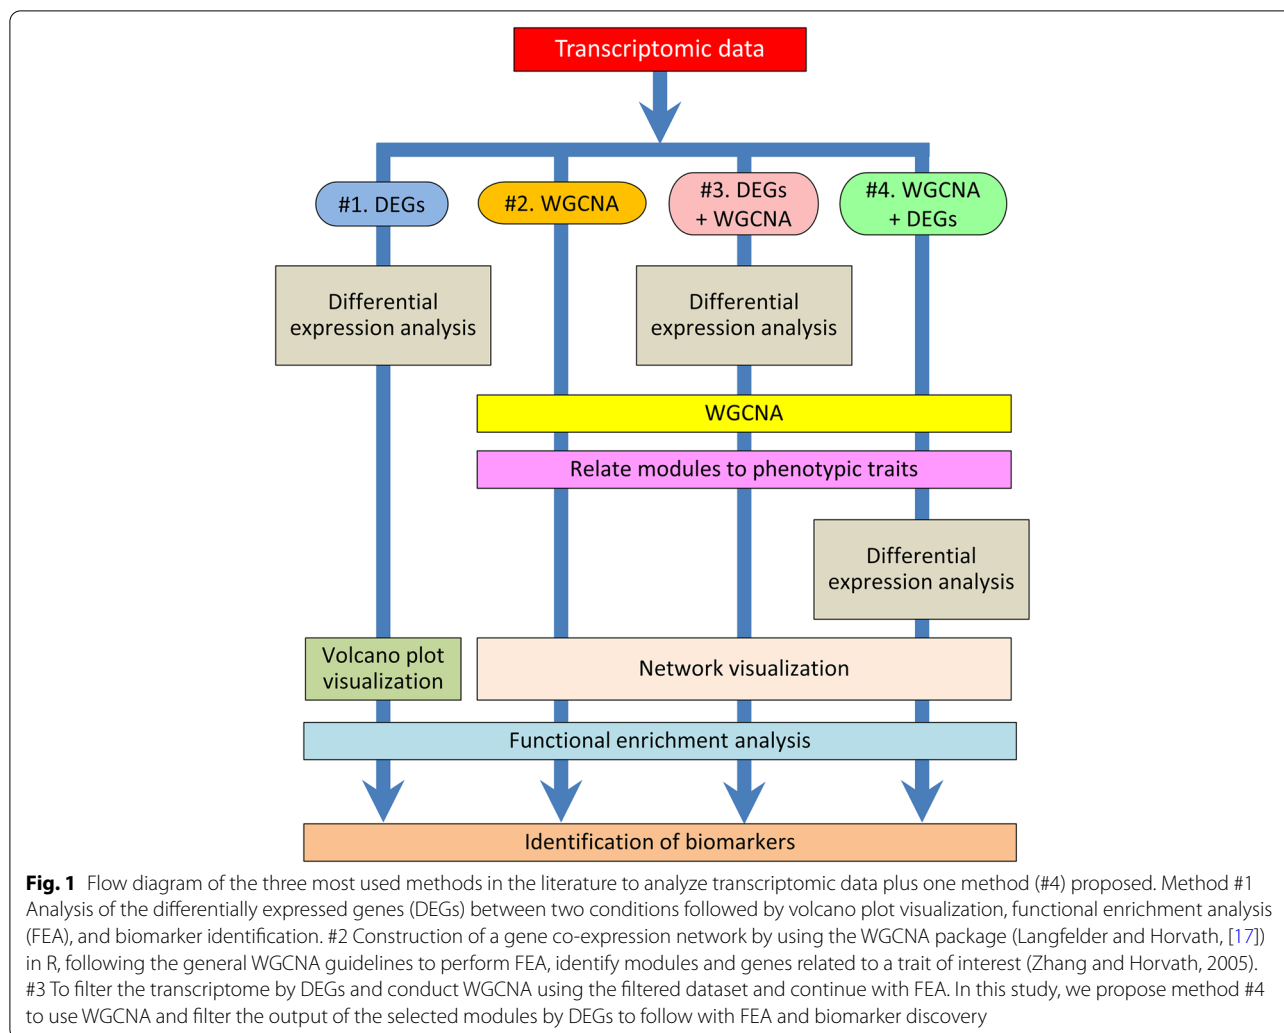 Transcriptomic data
#1. DEGs
#2. WGCNA
#3. DEGs
+ WGCNA
#4. WGCNA
+ DEGs
Differential
expression analysis
Differential
expression analysis
WGCNA
Relate modules to phenotypic traits
Differential
expression analysis
Volcano plot
visualization
Network visualization
Functional enrichment analysis
Identification of biomarkers
Fig. 1 Flow diagram of the three most used methods in the literature to analyze transcriptomic data plus one method (#4) proposed. Method #1
Analysis of the differentially expressed genes (DEGs) between two conditions followed by volcano plot visualization, functional enrichment analysis
(FEA), and biomarker identification. #2 Construction of a gene co-expression network by using the WGCNA package (Langfelder and Horvath, [17])
in R, following the general WGCNA guidelines to perform FEA, identify modules and genes related to a trait of interest (Zhang and Horvath, 2005).
#3 To filter the transcriptome by DEGs and conduct WGCNA using the filtered dataset and continue with FEA. In this study, we propose method #4
to use WGCNA and filter the output of the selected modules by DEGs to follow with FEA and biomarker discovery